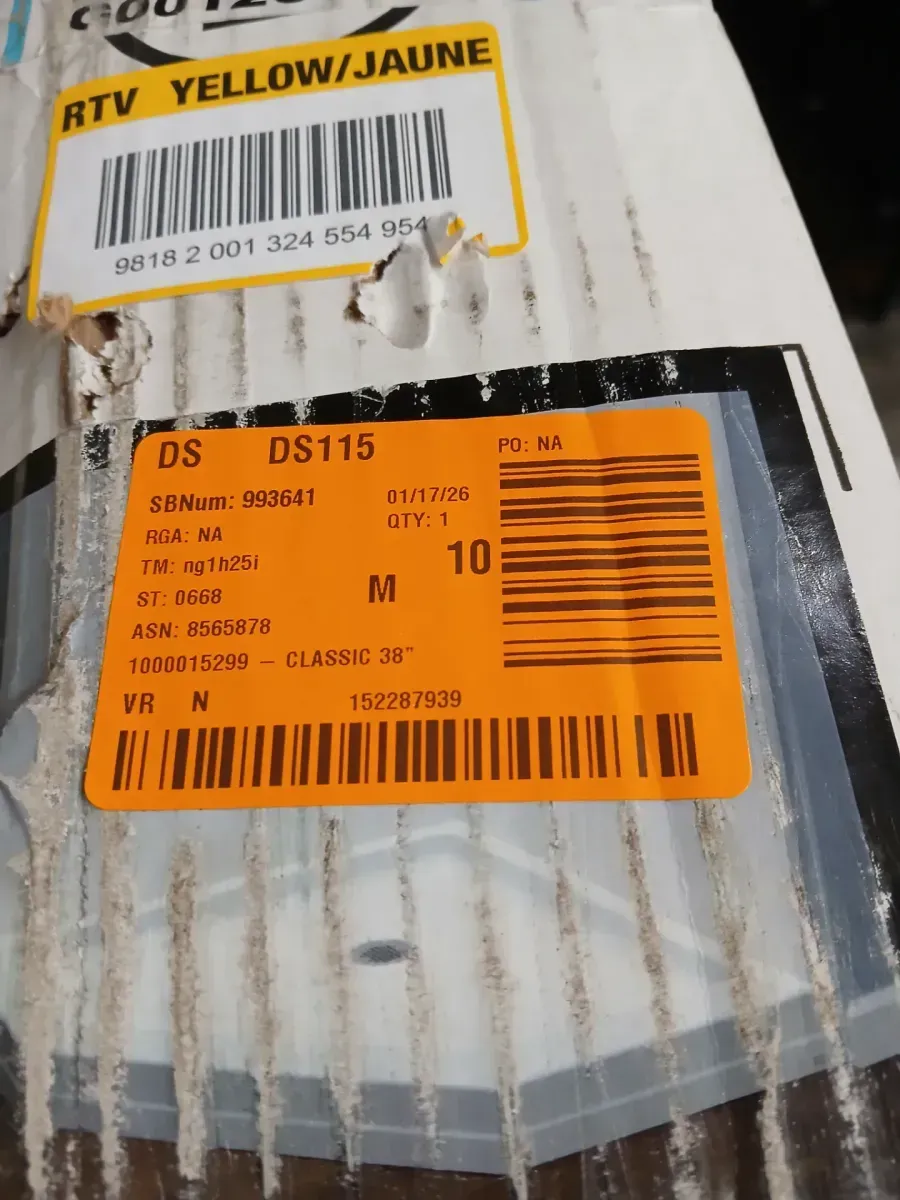 RTV YELLOW/JAUNE
9818 2 001 324 554 954
DS DS115
PO: NA
SBNum: 993641
01/17/26
RGA: NA
QTY: 1
TM: ng1h25i
10
ST: 0668
M
ASN: 8565878
1000015299 – CLASSIC 38"
VR N
152287939